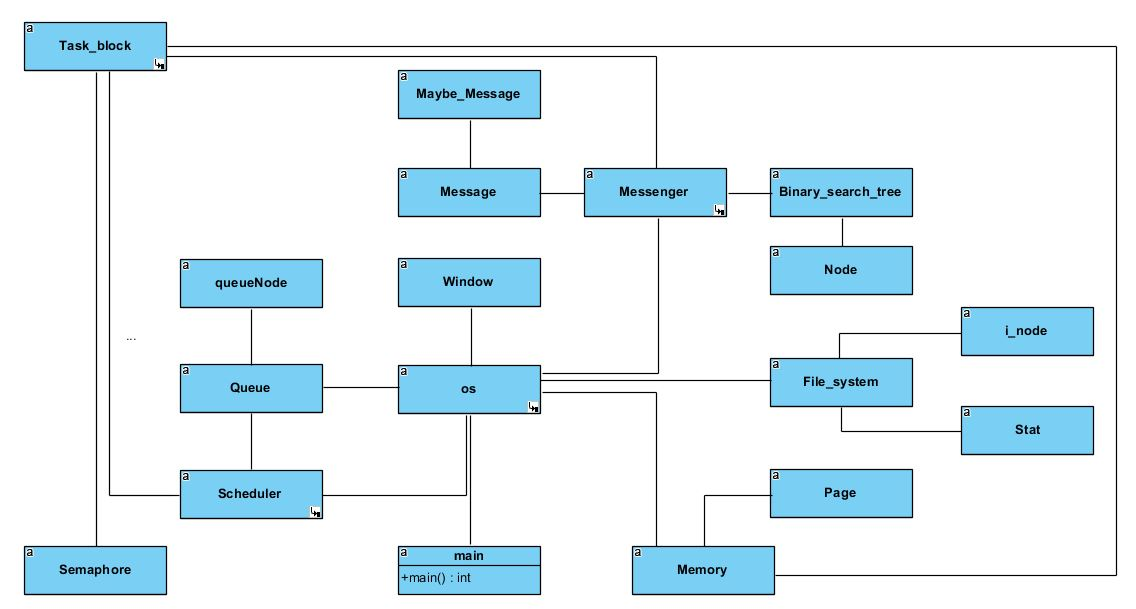 a
Task_block
a
Maybe_Message
a
Message
a
Messenger
a
Binary_search_tree
a
Node
a
queueNode
a
Window
a
i_node
...
a
Queue
a
os
a
File_system
a
Stat
a
Scheduler
a
Page
a
Semaphore
a
main
+main() : int
a
Memory